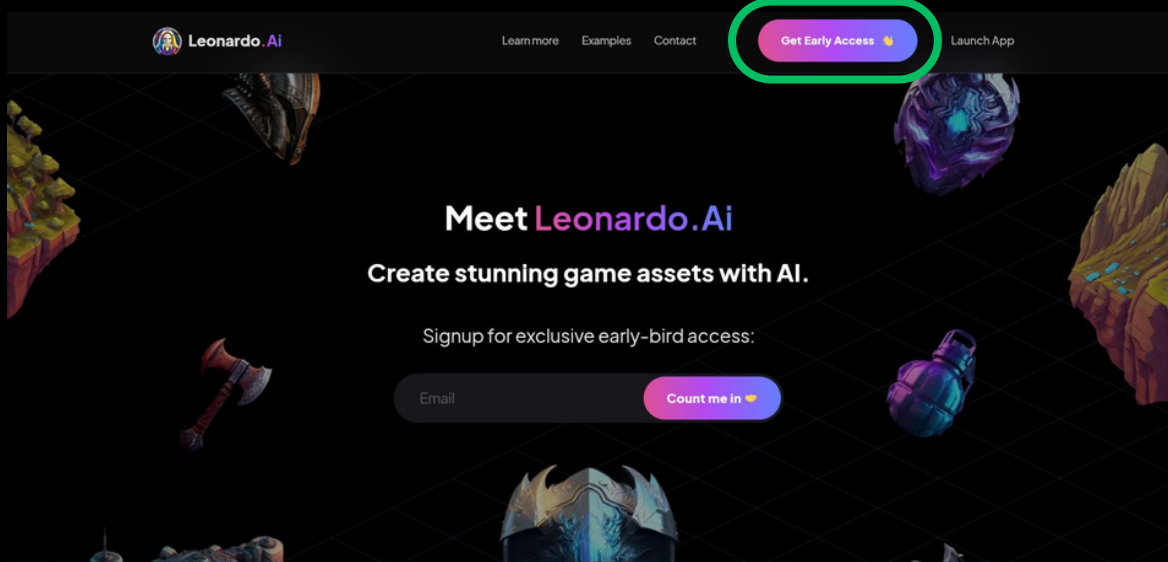 Leonardo.Ai
Learn more
Examples
Contact
Get Early Access 👋
Launch App
Meet Leonardo.Ai
Create stunning game assets with AI.
Signup for exclusive early-bird access:
Email
Count me in 🤝